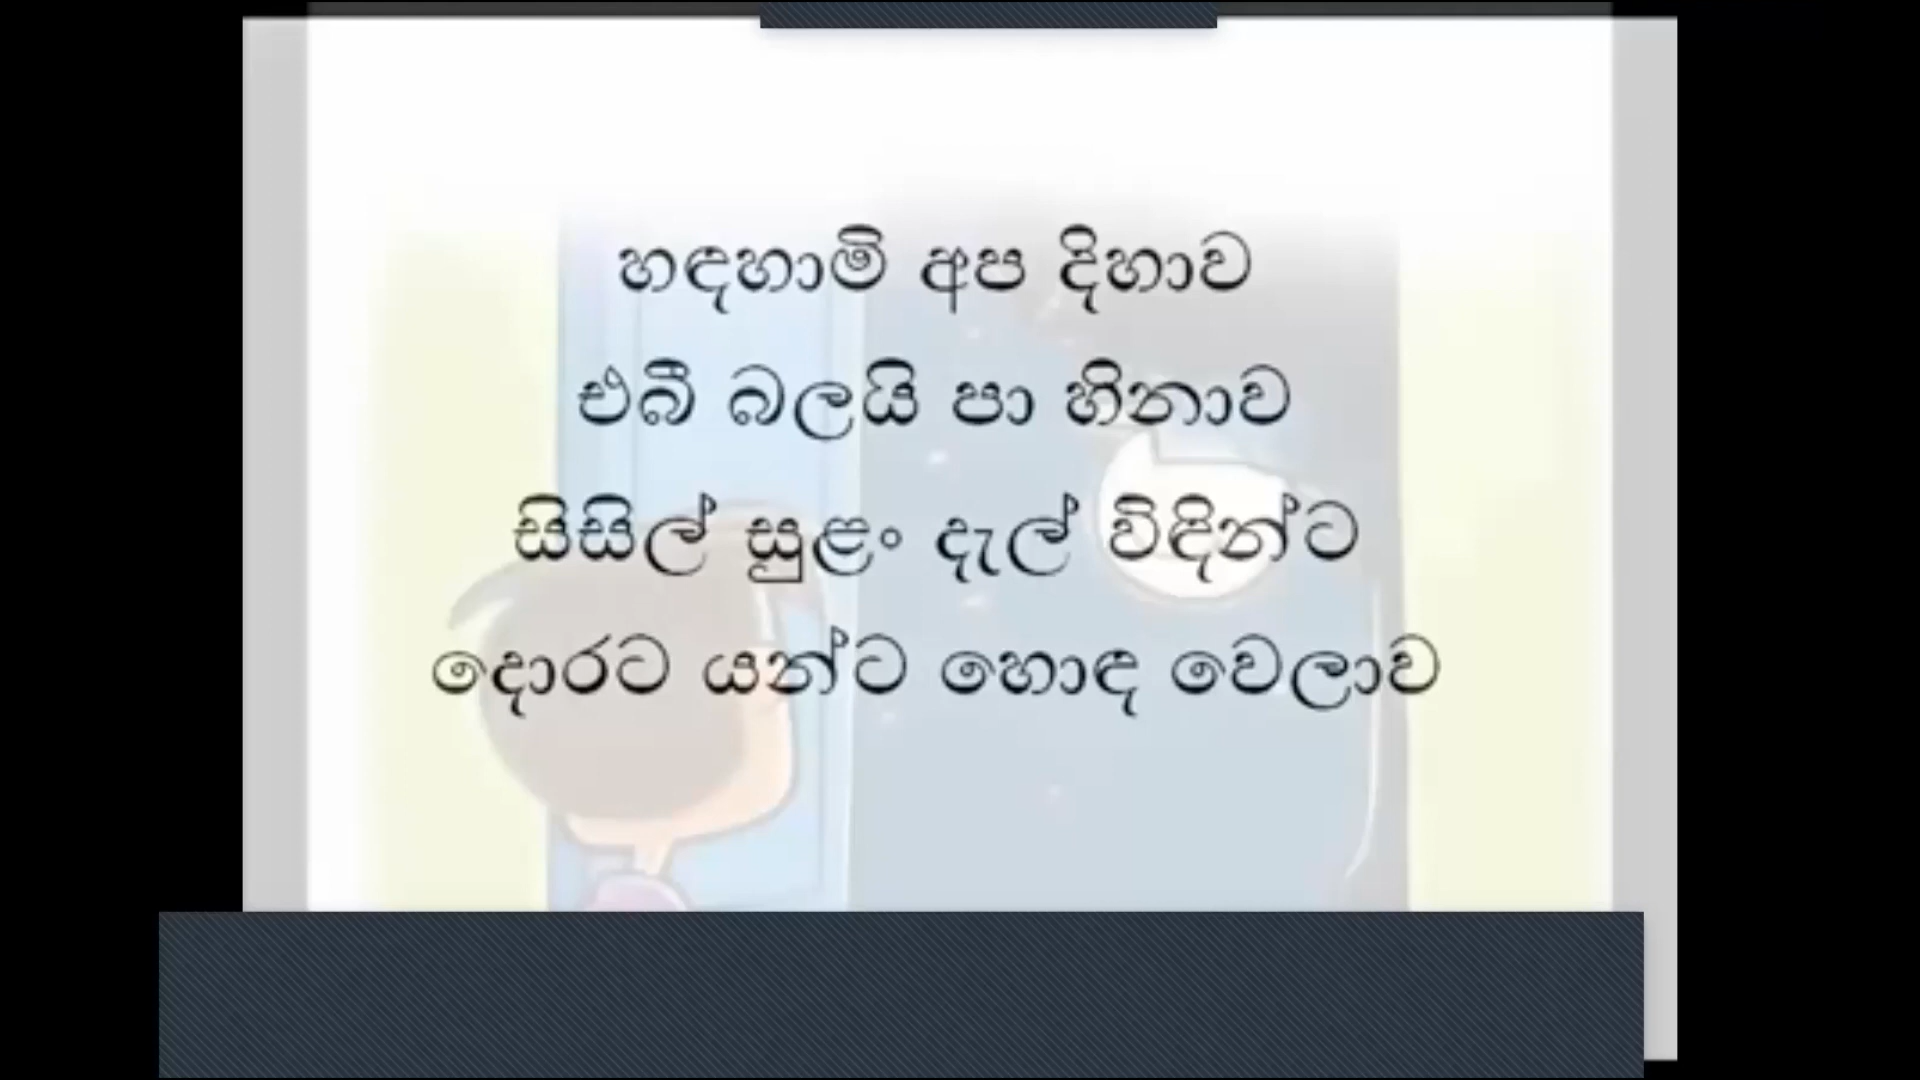 හඳහාමි අප දිහාව
එබී බලයි පා හිනාව
සිසිල් සුළං දැල් විඳින්ට
දොරට යන්ට හොඳ වෙලාව